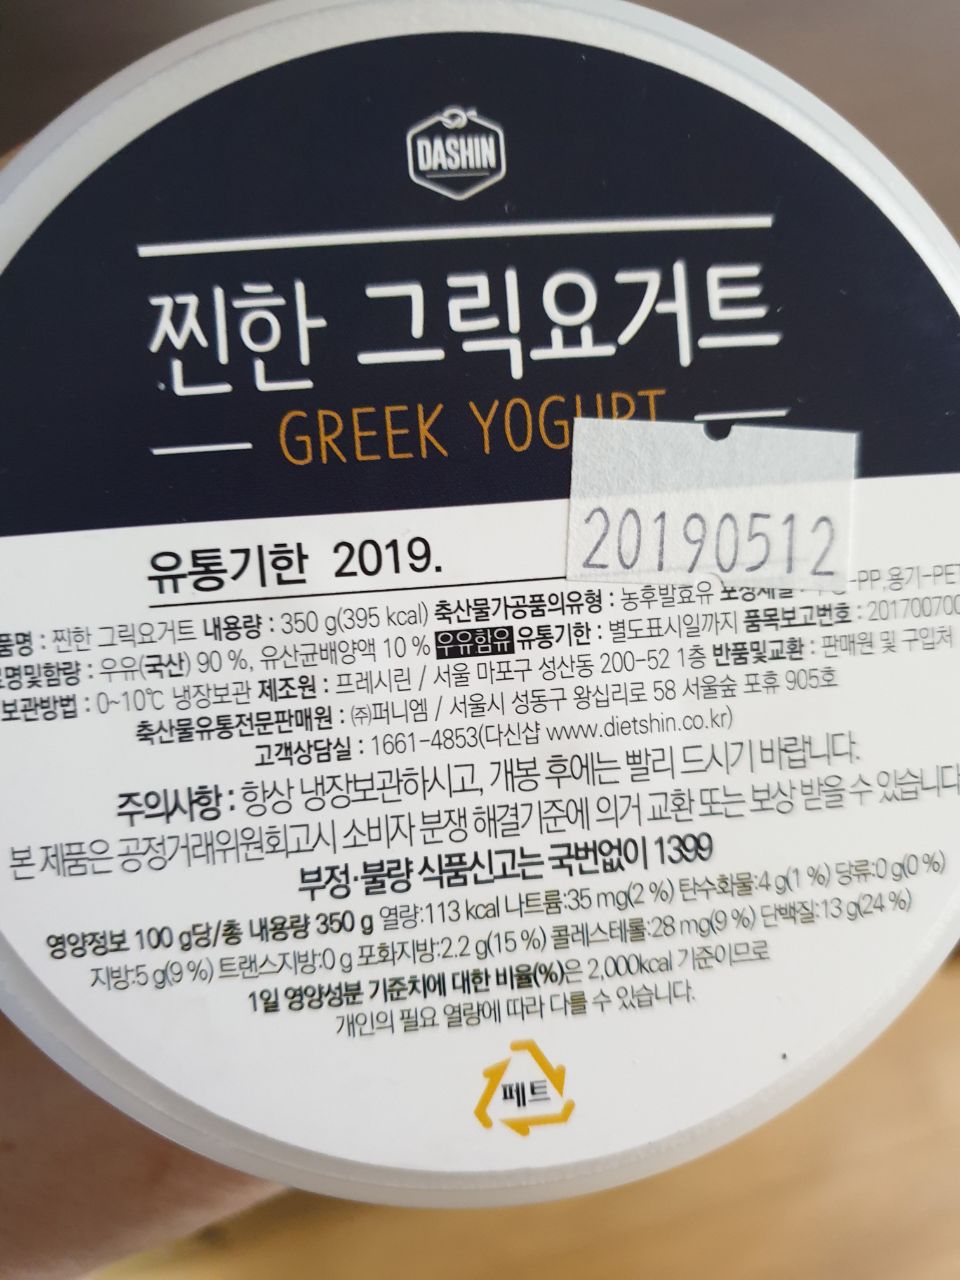 DASHIN
찐한 그릭요거트
GREEK YOGURT
20190512
유통기한 2019.
품명 : 찐한 그릭요거트 내용량 : 350 g(395 kcal) 축산물가공품의유형 : 농후발효유 -PP,용기-PET
명및함량 : 우유(국산) 90 %, 유산균배양액 10 % 우유함유 유통기한 : 별도표시일까지 품목보고번호 : 201700700
보관방법 : 0~10℃ 냉장보관 제조원 : 프레시린 / 서울 마포구 성산동 200-52 1층 반품및교환 : 판매원 및 구입처
축산물유통전문판매원 : ㈜퍼니엠 / 서울시 성동구 왕십리로 58 서울숲 포휴 905호
고객상담실 : 1661-4853(다신샵 www.dietshin.co.kr)
주의사항 : 항상 냉장보관하시고, 개봉 후에는 빨리 드시기 바랍니다.
본 제품은 공정거래위원회고시 소비자 분쟁 해결기준에 의거 교환 또는 보상 받을 수 있습니다
부정·불량 식품신고는 국번없이 1399
영양정보 100 g당/총 내용량 350 g 열량:113 kcal 나트륨:35 mg(2 %) 탄수화물:4 g(1 %) 당류:0 g(0 %)
지방:5 g(9 %) 트랜스지방:0 g 포화지방:2.2 g(15 %) 콜레스테롤:28 mg(9 %) 단백질:13 g(24 %)
1일 영양성분 기준치에 대한 비율(%)은 2,000kcal 기준이므로
개인의 필요 열량에 따라 다를 수 있습니다.
페트